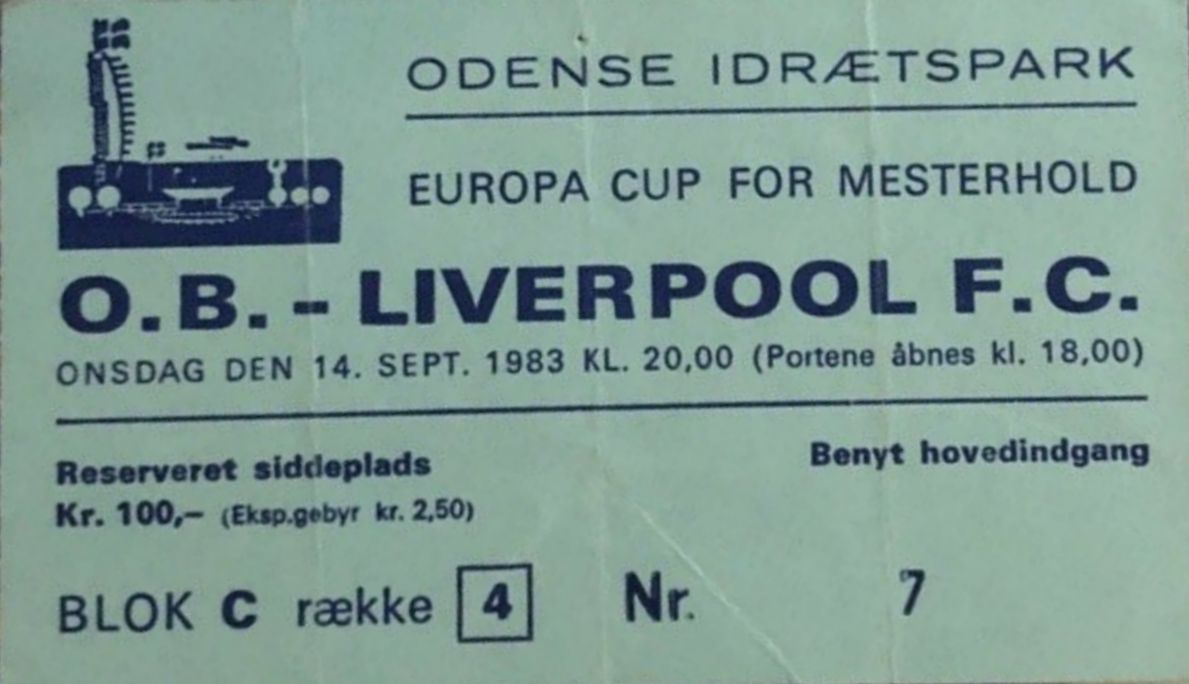 ODENSE IDRÆTSPARK
EUROPA CUP FOR MESTERHOLD
O.B. - LIVERPOOL F.C.
ONSDAG DEN 14. SEPT. 1983 KL. 20,00 (Portene åbnes kl. 18,00)
Reserveret siddeplads
Benyt hovedindgang
Kr. 100,— (Eksp.gebyr kr. 2,50)
BLOK C række 4 Nr. 7